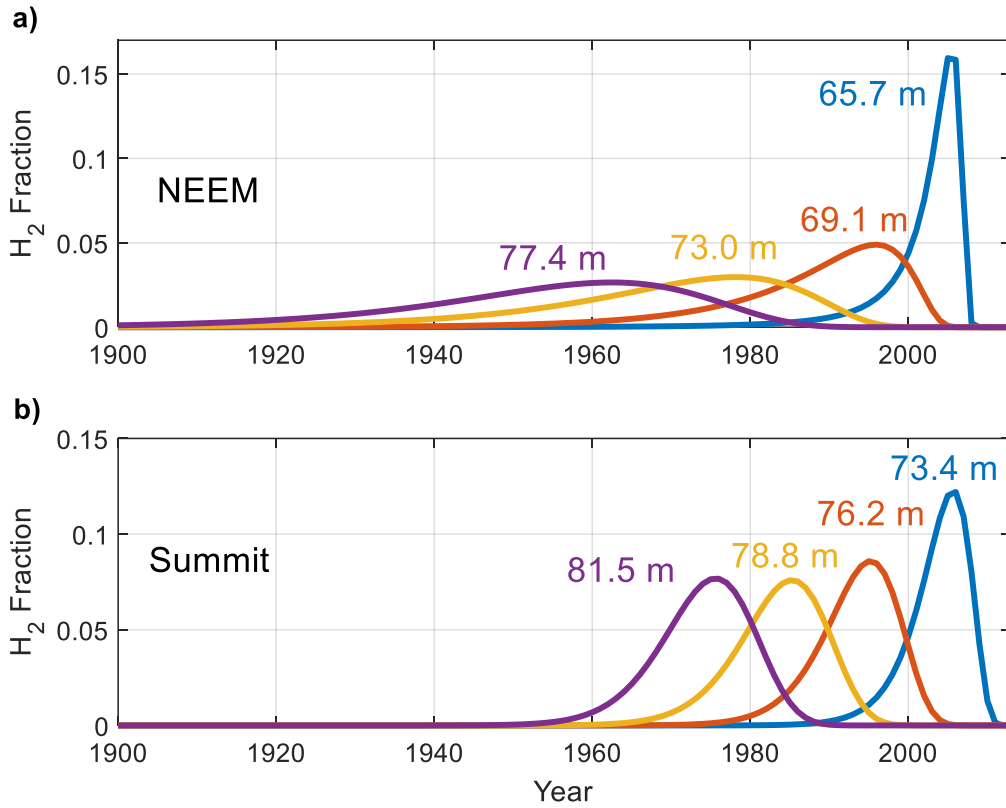 a)
0.15
65.7 m
H2 Fraction
0.1
NEEM
69.1 m
0.05
77.4 m
73.0 m
0
1900
1920
1940
1960
1980
2000
b)
0.15
73.4 m
H2 Fraction
0.1
76.2 m
Summit
81.5 m
78.8 m
0.05
0
1900
1920
1940
1960
1980
2000
Year